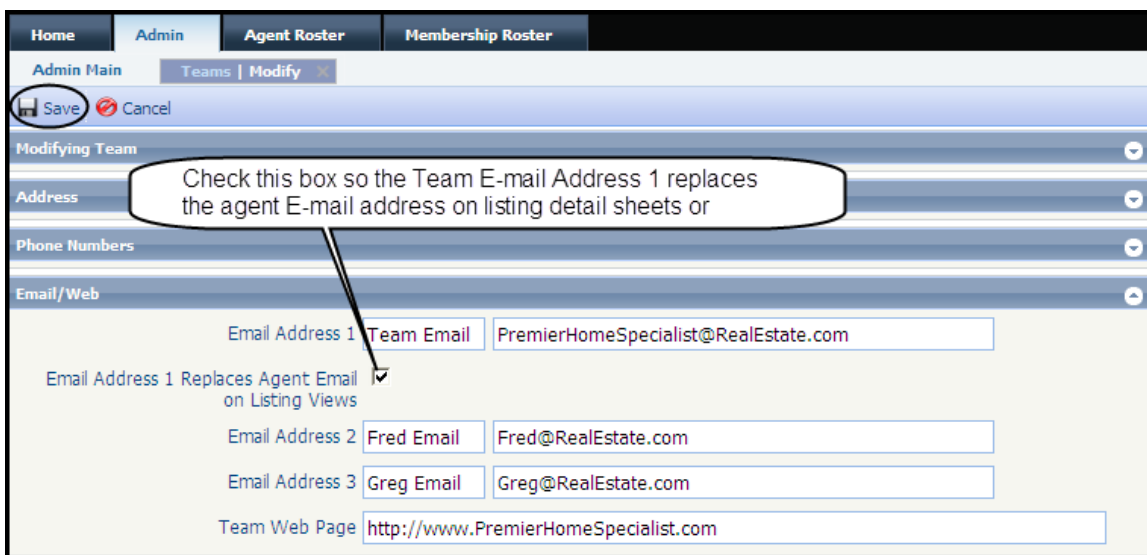 Home Admin Agent Roster Membership Roster
Admin Main Teams | Modify
Save Cancel
Modifying Team
Check this box so the Team E-mail Address 1 replaces
the agent E-mail address on listing detail sheets or
Address
Phone Numbers
Email/Web
Email Address 1 Team Email PremierHomeSpecialist@RealEstate.com
Email Address 1 Replaces Agent Email
on Listing Views
Email Address 2 Fred Email Fred@RealEstate.com
Email Address 3 Greg Email Greg@RealEstate.com
Team Web Page http://www.PremierHomeSpecialist.com